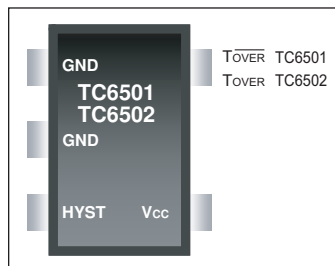 GND
TC6501
TC6502
GND
HYST Vcc
TOVER TC6501
TOVER TC6502